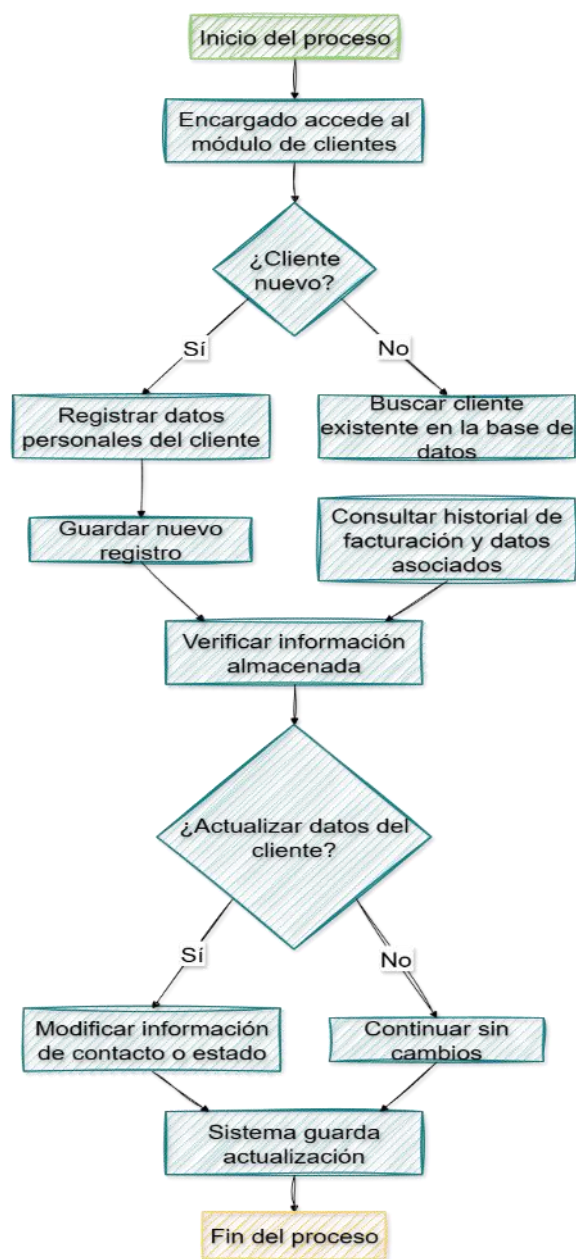 Inicio del proceso
Encargado accede al
módulo de clientes
¿Cliente
nuevo?
Sí
No
Registrar datos
personales del cliente
Buscar cliente
existente en la base de
datos
Guardar nuevo
registro
Consultar historial de
facturación y datos
asociados
Verificar información
almacenada
¿Actualizar datos del
cliente?
Sí
No
Modificar información
de contacto o estado
Continuar sin
cambios
Sistema guarda
actualización
Fin del proceso